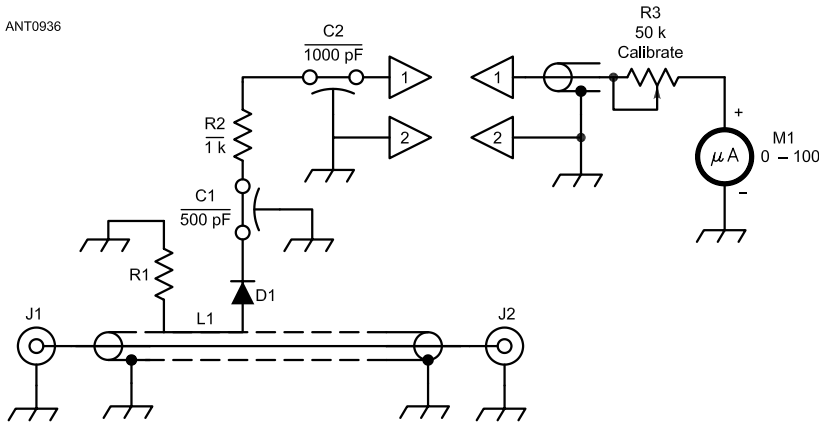 ANT0936
C2
1000 pF
R3
50 k
Calibrate
1
1
R2
1 k
2
2
+
μA
M1
0 – 100
–
C1
500 pF
R1
D1
L1
J1
J2